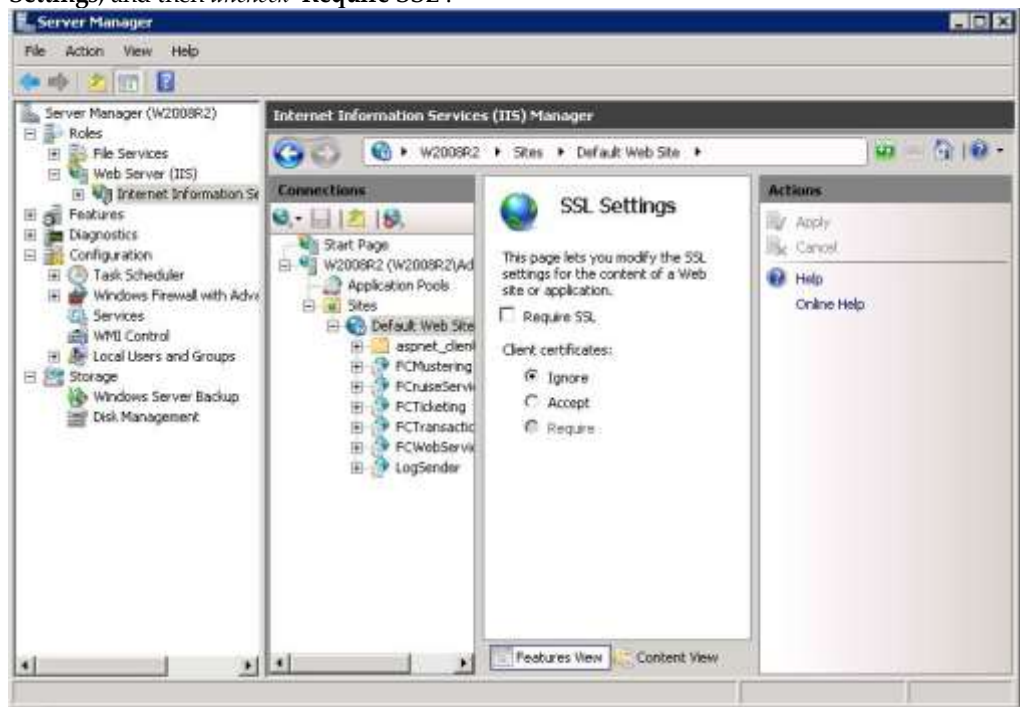 Settings, and then uncheck "Require SSL".
Server Manager
File Action View Help
Server Manager (W2008R2)
Roles
File Services
Web Server (IIS)
Internet Information Se
Features
Diagnostics
Configuration
Task Scheduler
Windows Firewall with Adva
Services
WMI Control
Local Users and Groups
Storage
Windows Server Backup
Disk Management
Internet Information Services (IIS) Manager
W2008R2 Sites Default Web Site
Connections
Start Page
W2008R2 (W2008R2\Ad
Application Pools
Sites
Default Web Site
aspnet_client
FCMustering
FCruiseServi
FCTicketing
FCTransactio
FCWebServi
LogSender
SSL Settings
This page lets you modify the SSL
settings for the content of a Web
site or application.
Require SSL
Client certificates:
Ignore
Accept
Require
Features View Content View
Actions
Apply
Cancel
Help
Online Help